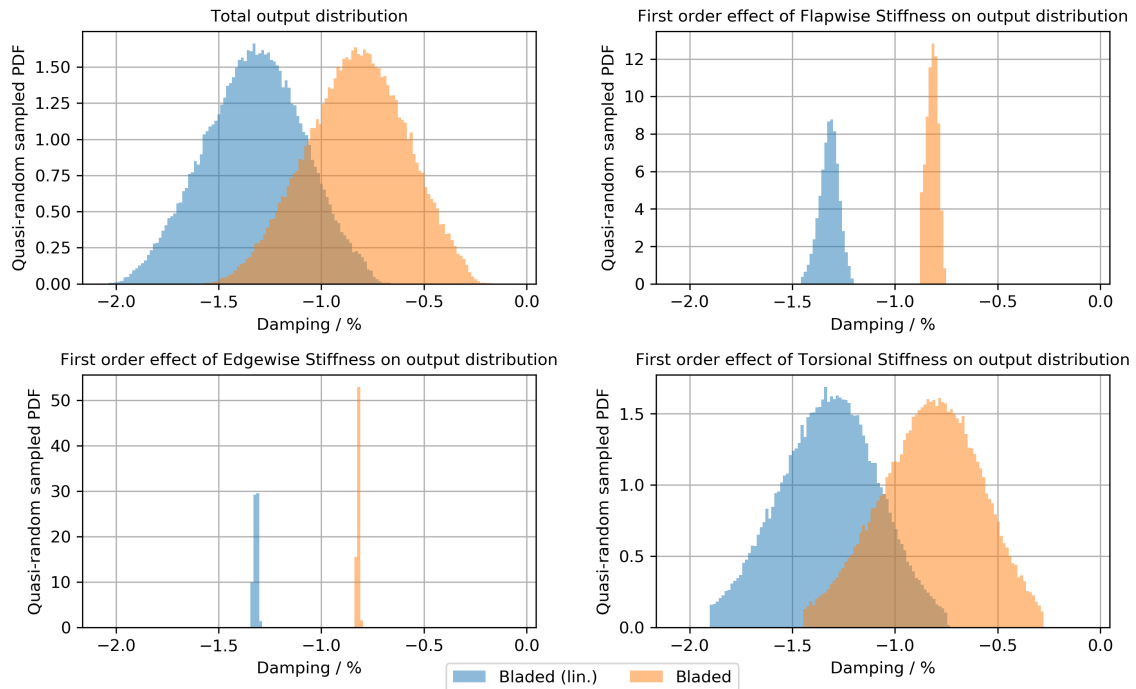 Total output distribution
Quasi-random sampled PDF
1.50
1.25
1.00
0.75
0.50
0.25
0.00
−2.0 −1.5 −1.0 −0.5 0.0
Damping / %
First order effect of Flapwise Stiffness on output distribution
Quasi-random sampled PDF
12
10
8
6
4
2
0
−2.0 −1.5 −1.0 −0.5 0.0
Damping / %
First order effect of Edgewise Stiffness on output distribution
Quasi-random sampled PDF
50
40
30
20
10
0
−2.0 −1.5 −1.0 −0.5 0.0
Damping / %
First order effect of Torsional Stiffness on output distribution
Quasi-random sampled PDF
1.5
1.0
0.5
0.0
−2.0 −1.5 −1.0 −0.5 0.0
Damping / %
Bladed (lin.) Bladed